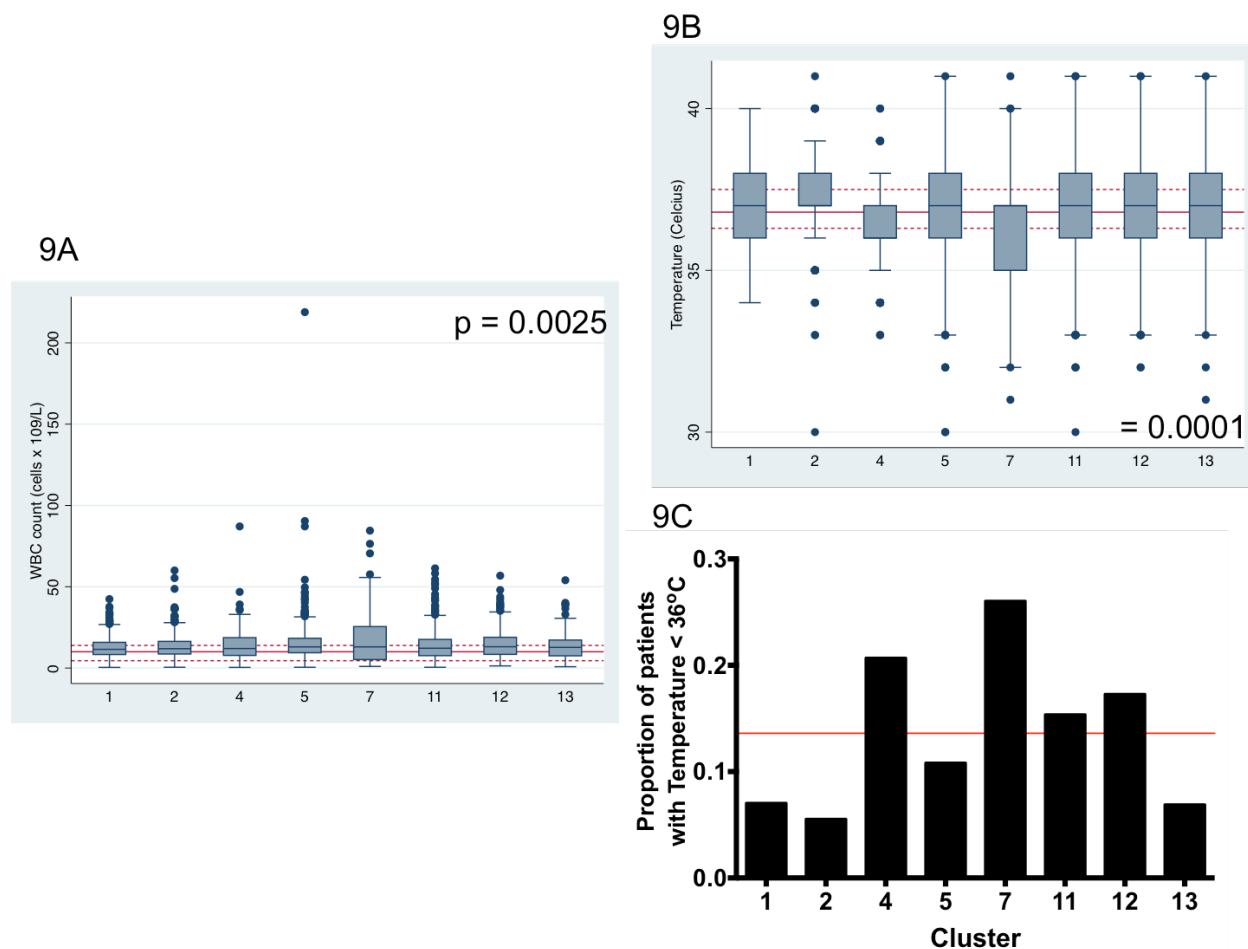 9A
WBC count (cells x 109/L)
200
150
100
50
0
p = 0.0025
1 2 4 5 7 11 12 13
9B
Temperature (Celcius)
40
35
30
= 0.0001
1 2 4 5 7 11 12 13
9C
Proportion of patients
with Temperature < 36°C
0.3
0.2
0.1
0.0
1 2 4 5 7 11 12 13
Cluster